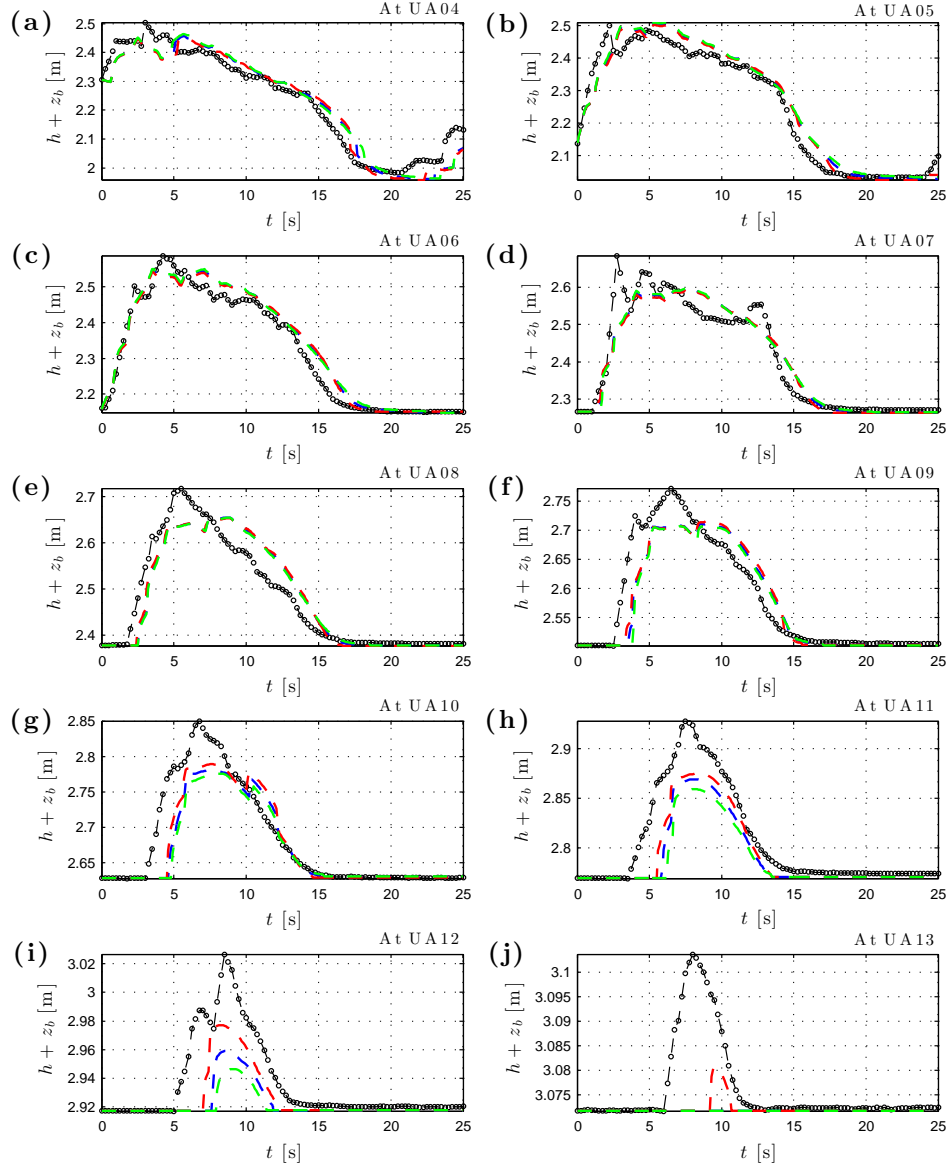 (a) At UA04 (b) At UA05
2.5 2.5
2.4 2.4
2.3 2.3
2.2 2.2
2.1 2.1
2
h + z_b [m] h + z_b [m]
0 5 10 15 20 25 0 5 10 15 20 25
t [s] t [s]
(c) At UA06 (d) At UA07
2.5 2.6
2.4 2.5
2.3 2.4
2.2 2.3
h + z_b [m] h + z_b [m]
0 5 10 15 20 25 0 5 10 15 20 25
t [s] t [s]
(e) At UA08 (f) At UA09
2.7 2.75
2.6 2.7
2.5 2.65
2.4 2.6
2.55
h + z_b [m] h + z_b [m]
0 5 10 15 20 25 0 5 10 15 20 25
t [s] t [s]
(g) At UA10 (h) At UA11
2.85 2.9
2.8 2.85
2.75 2.8
2.7
2.65
h + z_b [m] h + z_b [m]
0 5 10 15 20 25 0 5 10 15 20 25
t [s] t [s]
(i) At UA12 (j) At UA13
3.02 3.1
3 3.095
2.98 3.09
2.96 3.085
2.94 3.08
2.92 3.075
h + z_b [m] h + z_b [m]
0 5 10 15 20 25 0 5 10 15 20 25
t [s] t [s]